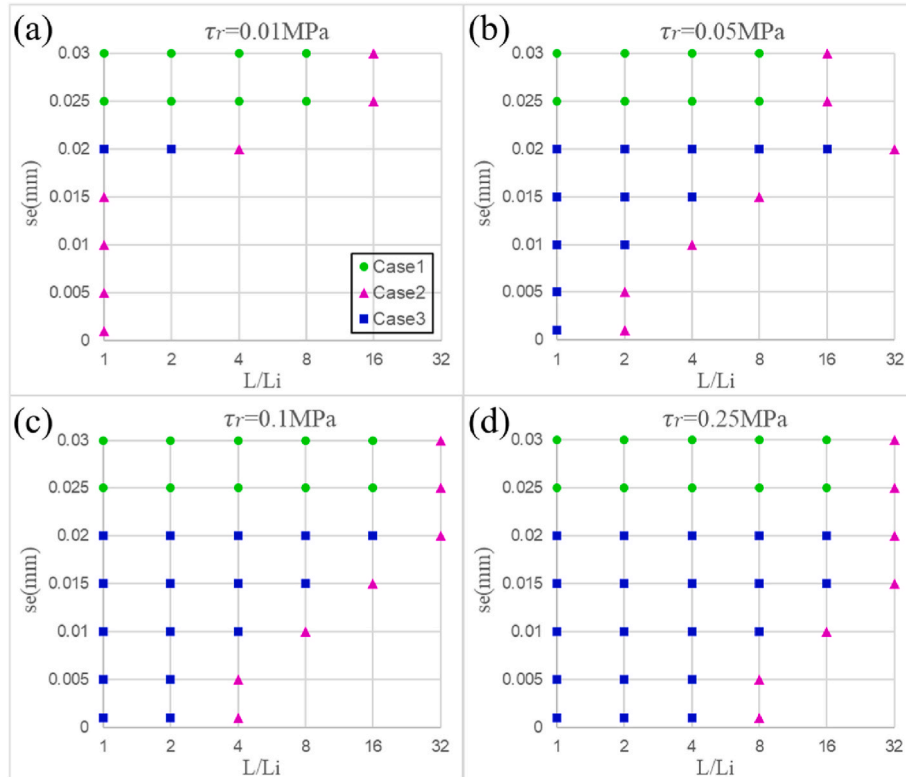 (a)
τr=0.01MPa
0.03
0.025
0.02
0.015
0.01
0.005
0
se(mm)
1 2 4 8 16 32
L/Li
Case1
Case2
Case3
(b)
τr=0.05MPa
0.03
0.025
0.02
0.015
0.01
0.005
0
se(mm)
1 2 4 8 16 32
L/Li
(c)
τr=0.1MPa
0.03
0.025
0.02
0.015
0.01
0.005
0
se(mm)
1 2 4 8 16 32
L/Li
(d)
τr=0.25MPa
0.03
0.025
0.02
0.015
0.01
0.005
0
se(mm)
1 2 4 8 16 32
L/Li